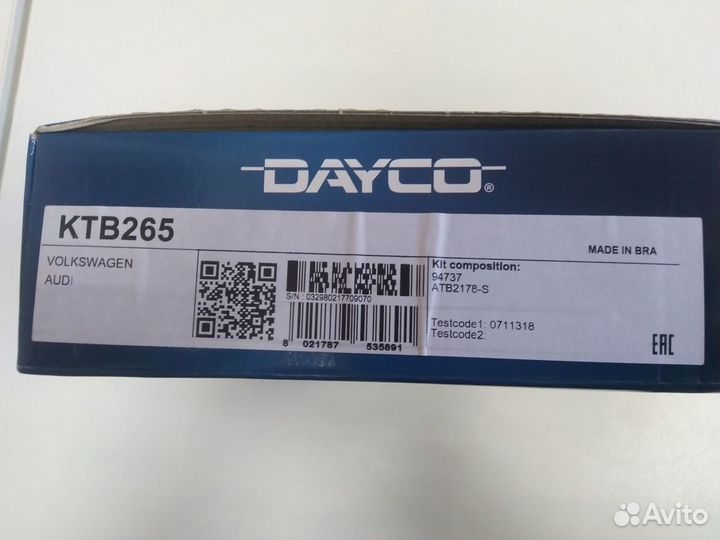 DAYCO®
KTB265
MADE IN BRA
VOLKSWAGEN
AUDI
S/N : 032980217709070
8 021787 535891
Kit composition:
94737
ATB2178-S
Testcode1: 0711318
Testcode2:
EAC
Avito